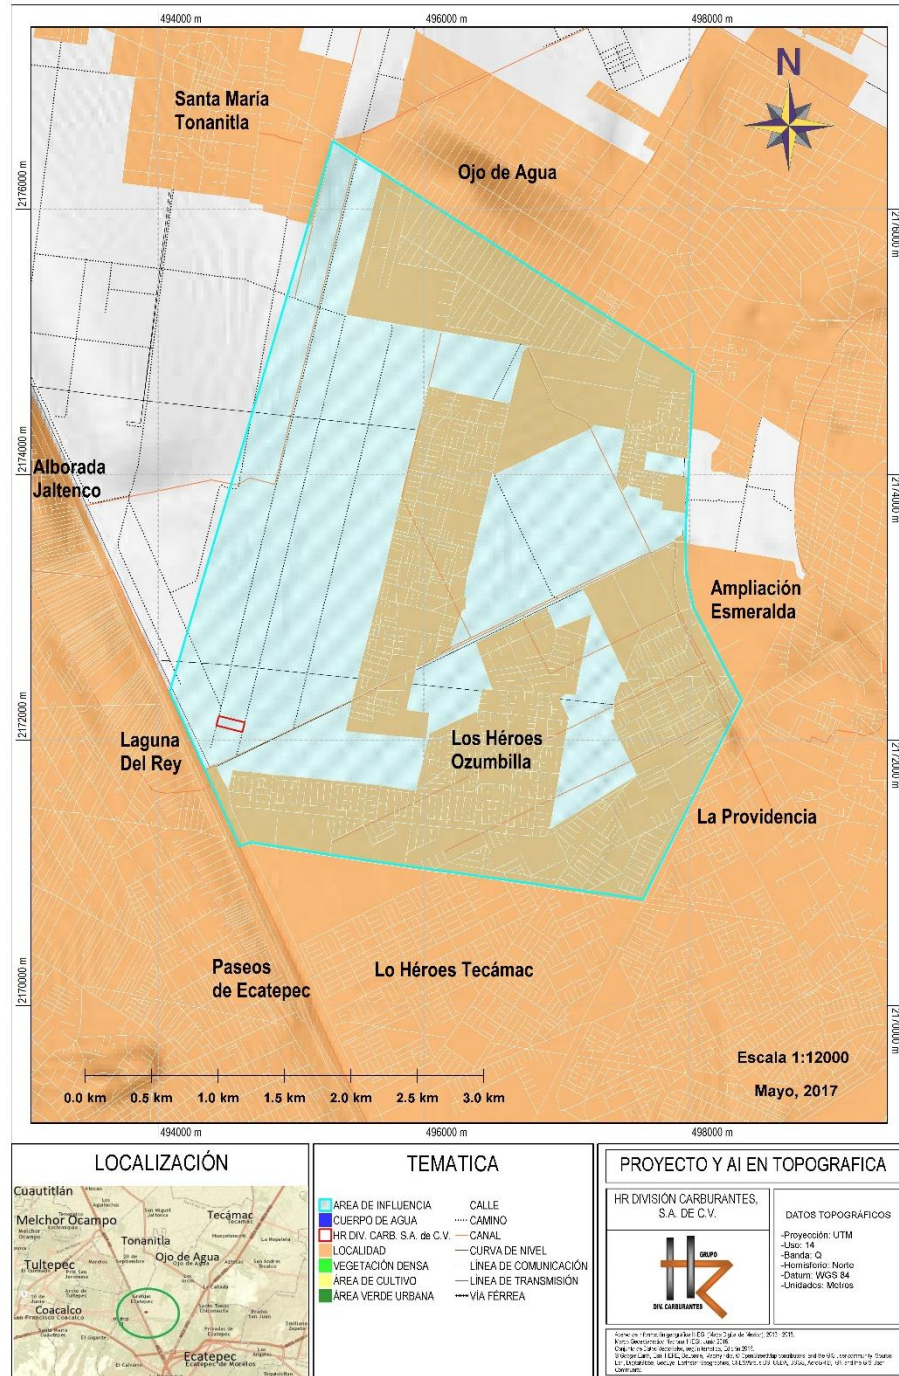 494000 m
496000 m
498000 m
N
Santa María
Tonanitla
Ojo de Agua
2176000 m
2176000 m
Alborada
Jaltenco
2174000 m
2174000 m
Ampliación
Esmeralda
2172000 m
2172000 m
Laguna
Del Rey
Los Héroes
Ozumbilla
La Providencia
Paseos
de Ecatepec
Lo Héroes Tecámac
2170000 m
2170000 m
Escala 1:12000
Mayo, 2017
0.0 km 0.5 km 1.0 km 1.5 km 2.0 km 2.5 km 3.0 km
494000 m
496000 m
498000 m
LOCALIZACIÓN
Cuautitlán
Melchor Ocampo
Tecámac
Tonanitla
Ojo de Agua
Tultepec
Coacalco
Ecatepec
Ecatepec de Morelos
TEMATICA
AREA DE INFLUENCIA
CUERPO DE AGUA
HR DIV. CARB. S.A. de C.V.
LOCALIDAD
VEGETACIÓN DENSA
ÁREA DE CULTIVO
ÁREA VERDE URBANA
CALLE
CAMINO
CANAL
CURVA DE NIVEL
LÍNEA DE COMUNICACIÓN
LÍNEA DE TRANSMISIÓN
VÍA FÉRREA
PROYECTO Y AI EN TOPOGRAFICA
HR DIVISIÓN CARBURANTES,
S.A. DE C.V.
GRUPO
HR
DIV. CARBURANTES
DATOS TOPOGRÁFICOS
-Proyección: UTM
-Uso: 14
-Banda: Q
-Hemisferio: Norte
-Datum: WGS 84
-Unidades: Metros